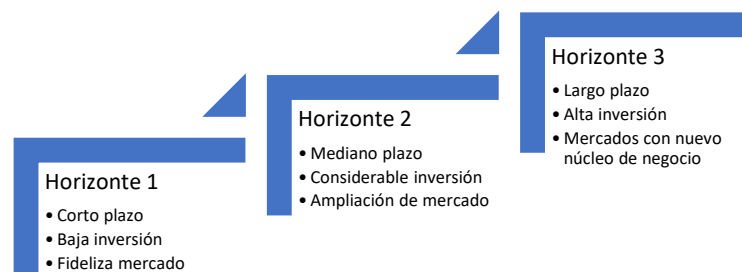 Horizonte 1
• Corto plazo
• Baja inversión
• Fideliza mercado
Horizonte 2
• Mediano plazo
• Considerable inversión
• Ampliación de mercado
Horizonte 3
• Largo plazo
• Alta inversión
• Mercados con nuevo
núcleo de negocio